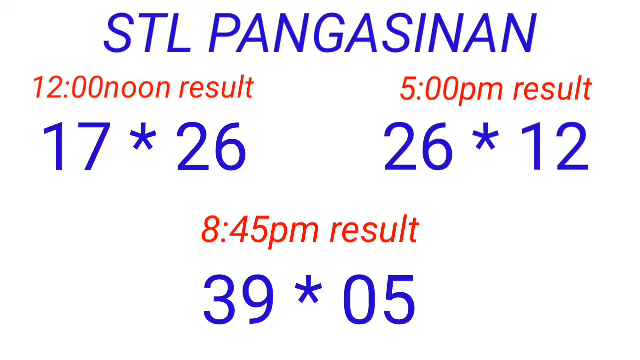 STL PANGASINAN
12:00noon result
17 * 26
5:00pm result
26 * 12
8:45pm result
39 * 05